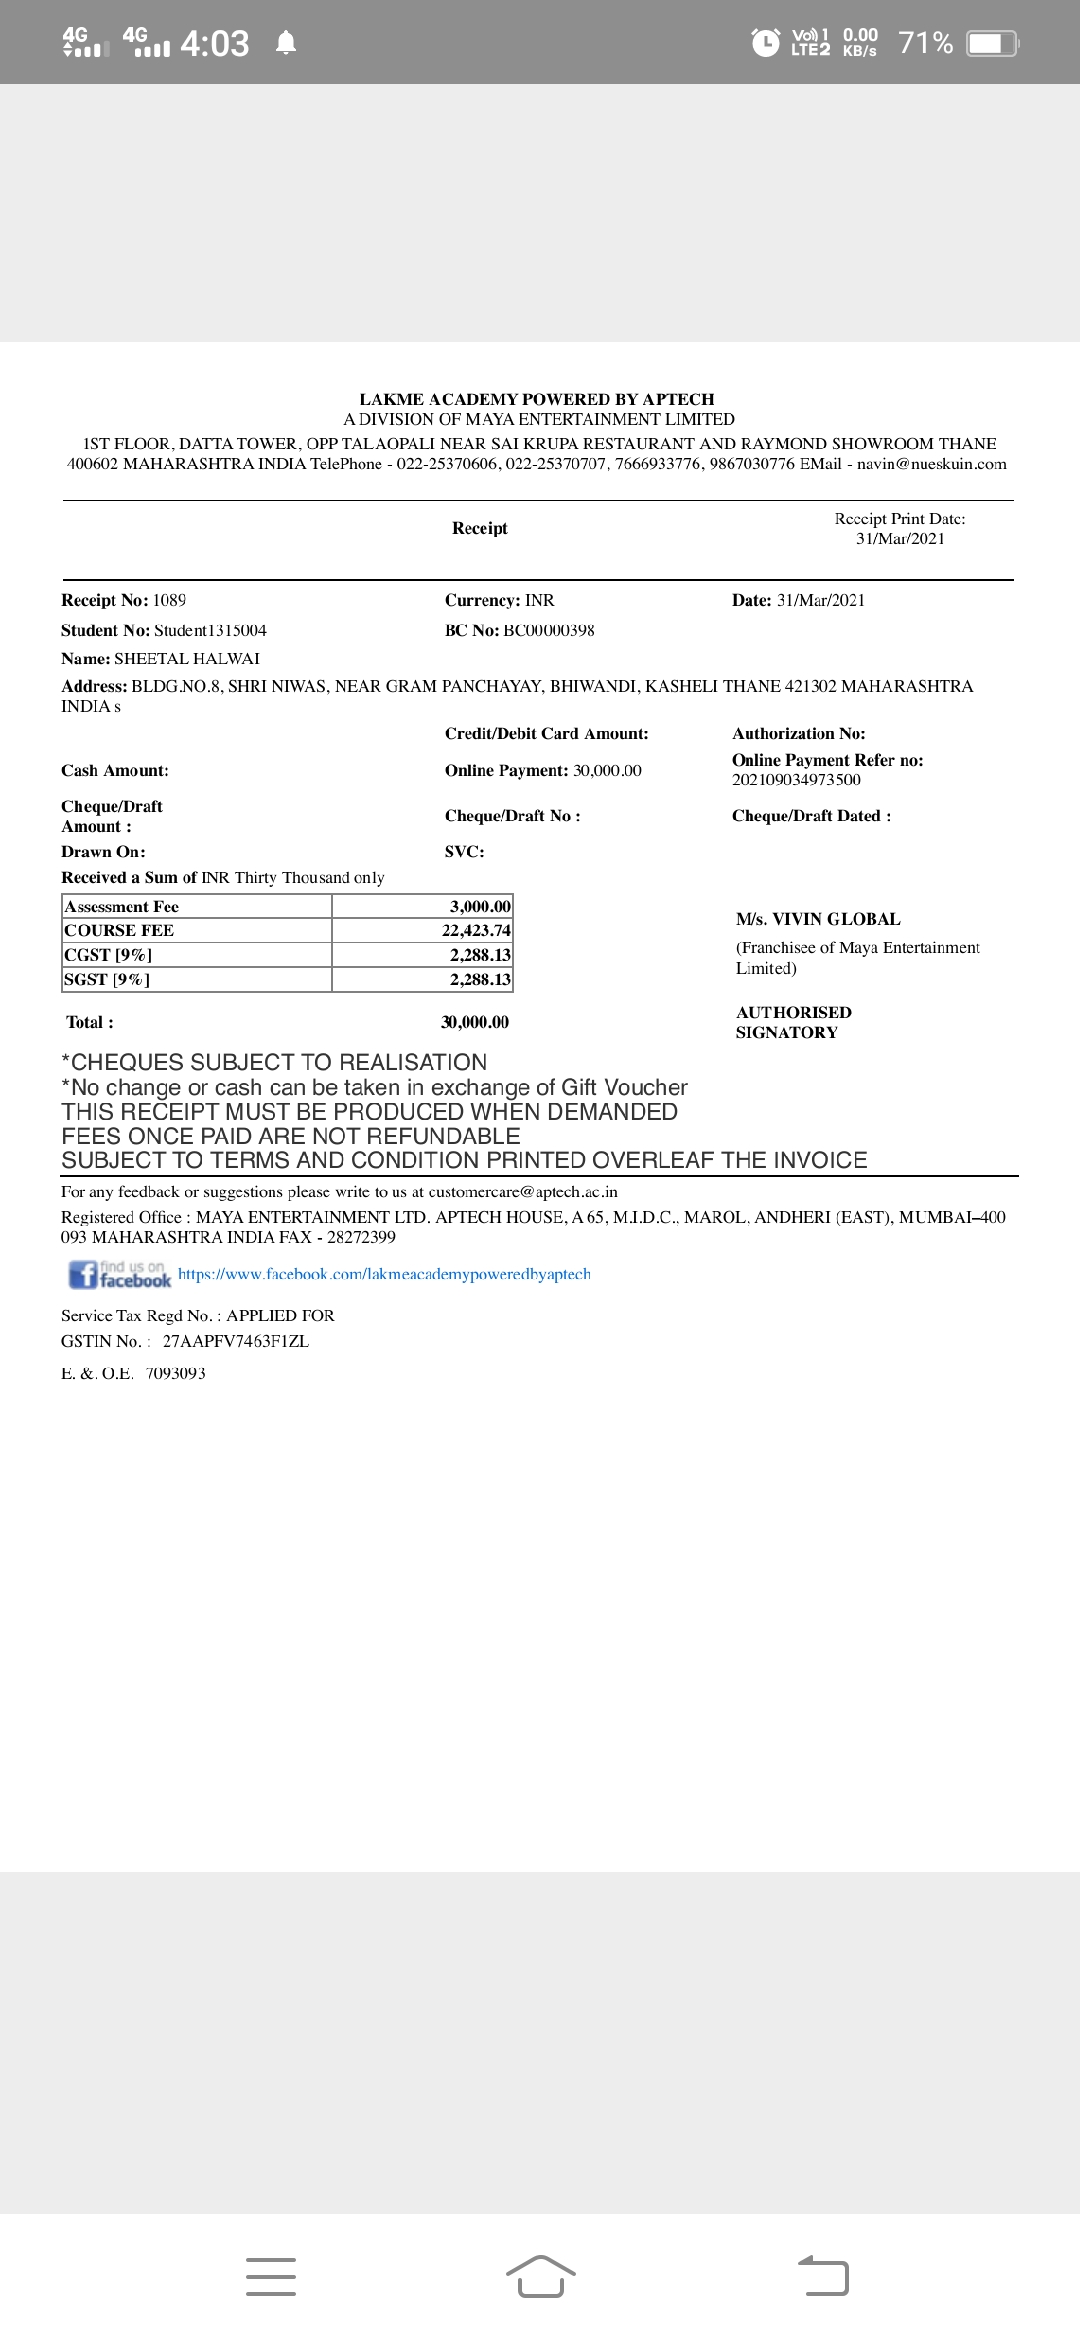 4G 4G 4:03 Vo)) 1 LTE2 0.00 KB/s 71%
LAKME ACADEMY POWERED BY APTECH
A DIVISION OF MAYA ENTERTAINMENT LIMITED
1ST FLOOR, DATTA TOWER, OPP TALAOPALI NEAR SAI KRUPA RESTAURANT AND RAYMOND SHOWROOM THANE
400602 MAHARASHTRA INDIA TelePhone - 022-25370606, 022-25370707, 7666933776, 9867030776 EMail - navin@nueskuin.com
Receipt
Receipt Print Date:
31/Mar/2021
Receipt No: 1089 Currency: INR Date: 31/Mar/2021
Student No: Student1315004 BC No: BC00000398
Name: SHEETAL HALWAI
Address: BLDG.NO.8, SHRI NIWAS, NEAR GRAM PANCHAYAY, BHIWANDI, KASHELI THANE 421302 MAHARASHTRA
INDIA s
Credit/Debit Card Amount: Authorization No:
Cash Amount: Online Payment: 30,000.00 Online Payment Refer no:
202109034973500
Cheque/Draft
Amount : Cheque/Draft No : Cheque/Draft Dated :
Drawn On: SVC:
Received a Sum of INR Thirty Thousand only
Assessment Fee 3,000.00
COURSE FEE 22,423.74
CGST [9%] 2,288.13
SGST [9%] 2,288.13
Total : 30,000.00
M/s. VIVIN GLOBAL
(Franchisee of Maya Entertainment
Limited)
AUTHORISED
SIGNATORY
*CHEQUES SUBJECT TO REALISATION
*No change or cash can be taken in exchange of Gift Voucher
THIS RECEIPT MUST BE PRODUCED WHEN DEMANDED
FEES ONCE PAID ARE NOT REFUNDABLE
SUBJECT TO TERMS AND CONDITION PRINTED OVERLEAF THE INVOICE
For any feedback or suggestions please write to us at customercare@aptech.ac.in
Registered Office : MAYA ENTERTAINMENT LTD. APTECH HOUSE, A 65, M.I.D.C., MAROL, ANDHERI (EAST), MUMBAI–400
093 MAHARASHTRA INDIA FAX - 28272399
find us on
facebook https://www.facebook.com/lakmeacademypoweredbyaptech
Service Tax Regd No. : APPLIED FOR
GSTIN No. : 27AAPFV7463F1ZL
E. &. O.E. 7093093